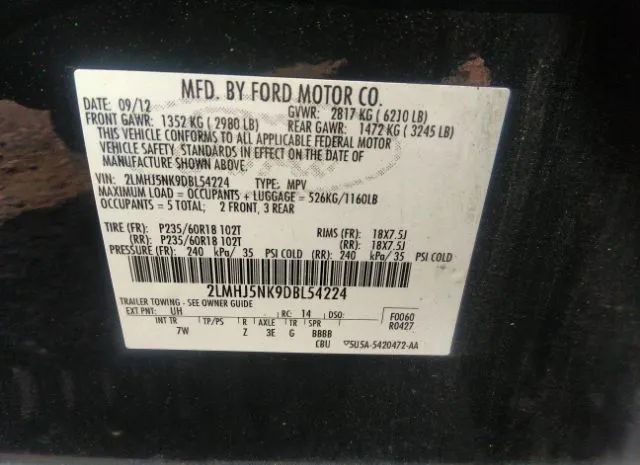 MFD. BY FORD MOTOR CO.
DATE: 09/12 GVWR: 2817 KG ( 6210 LB)
FRONT GAWR: 1352 KG ( 2980 LB) REAR GAWR: 1472 KG ( 3245 LB)
THIS VEHICLE CONFORMS TO ALL APPLICABLE FEDERAL MOTOR
VEHICLE SAFETY, STANDARDS IN EFFECT ON THE DATE OF
MANUFACTURE SHOWN ABOVE.
VIN: 2LMHJ5NK9DBL54224 TYPE: MPV
MAXIMUM LOAD = OCCUPANTS + LUGGAGE = 526KG/1160LB
OCCUPANTS = 5 TOTAL; 2 FRONT, 3 REAR
TIRE (FR): P235/60R18 102T RIMS (FR): 18X7.5J
(RR): P235/60R18 102T (RR): 18X7.5J
PRESSURE (FR): 240 kPa/ 35 PSI COLD (RR): 240 kPa/ 35 PSI COLD
2LMHJ5NK9DBL54224
TRAILER TOWING - SEE OWNER GUIDE
EXT PNT: UH RC: 14 DSO: F0060
R0427
INT TR TP/PS R AXLE TR SPR
7W Z 3E G BBBB
CBU 5U5A-5420472-AA